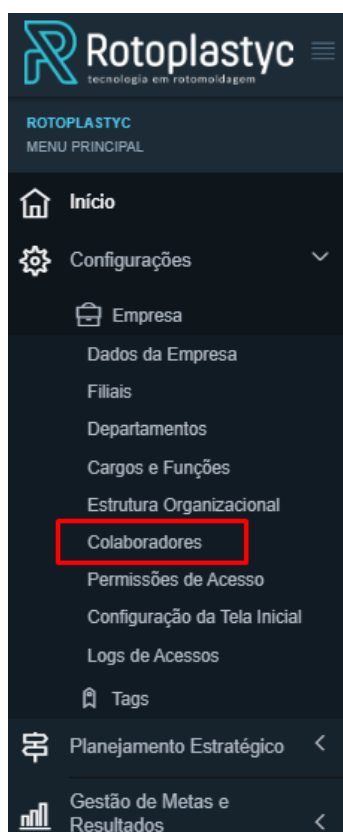 Rotoplastyc
tecnologia em rotomoldagem
ROTOPLASTYC
MENU PRINCIPAL
Início
Configurações
Empresa
Dados da Empresa
Filiais
Departamentos
Cargos e Funções
Estrutura Organizacional
Colaboradores
Permissões de Acesso
Configuração da Tela Inicial
Logs de Acessos
Tags
Planejamento Estratégico
Gestão de Metas e
Resultados